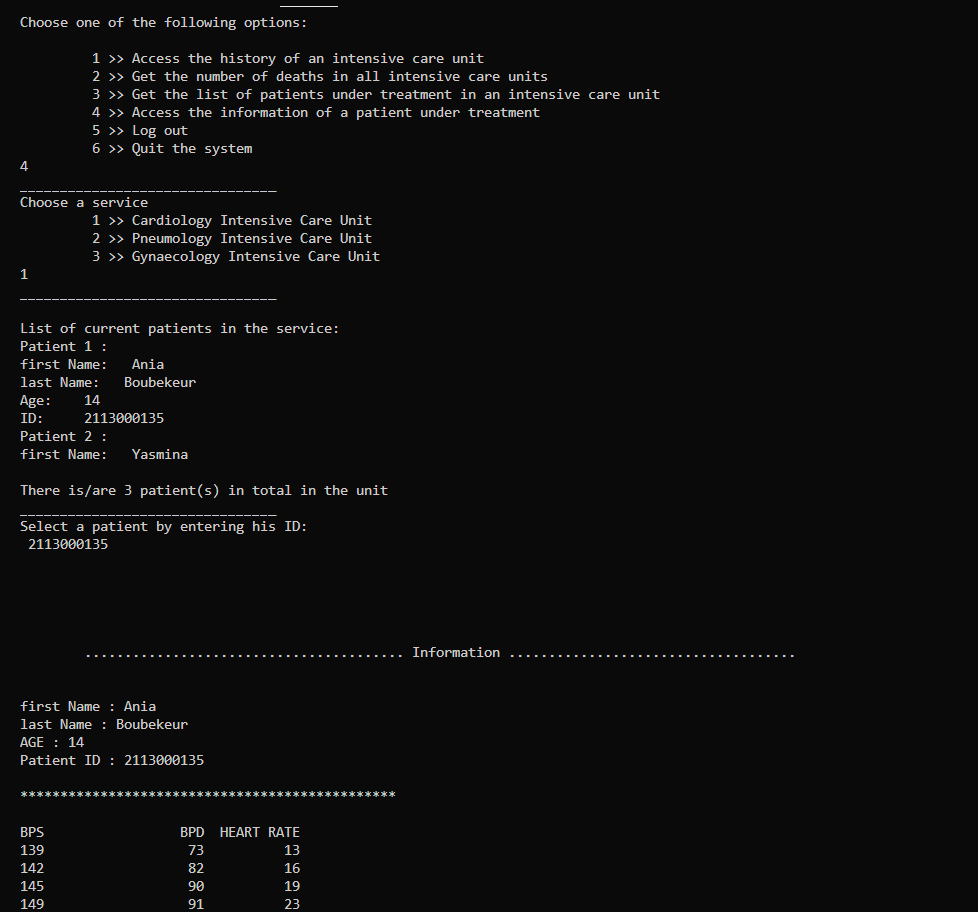 Choose one of the following options:
1 >> Access the history of an intensive care unit
2 >> Get the number of deaths in all intensive care units
3 >> Get the list of patients under treatment in an intensive care unit
4 >> Access the information of a patient under treatment
5 >> Log out
6 >> Quit the system
4
________________________________
Choose a service
1 >> Cardiology Intensive Care Unit
2 >> Pneumology Intensive Care Unit
3 >> Gynaecology Intensive Care Unit
1
________________________________
List of current patients in the service:
Patient 1 :
first Name:   Ania
last Name:   Boubekeur
Age:    14
ID:     2113000135
Patient 2 :
first Name:   Yasmina
There is/are 3 patient(s) in total in the unit
________________________________
Select a patient by entering his ID:
2113000135
........................................ Information ....................................
first Name : Ania
last Name : Boubekeur
AGE : 14
Patient ID : 2113000135
***********************************************
BPS                 BPD  HEART RATE
139                  73          13
142                  82          16
145                  90          19
149                  91          23